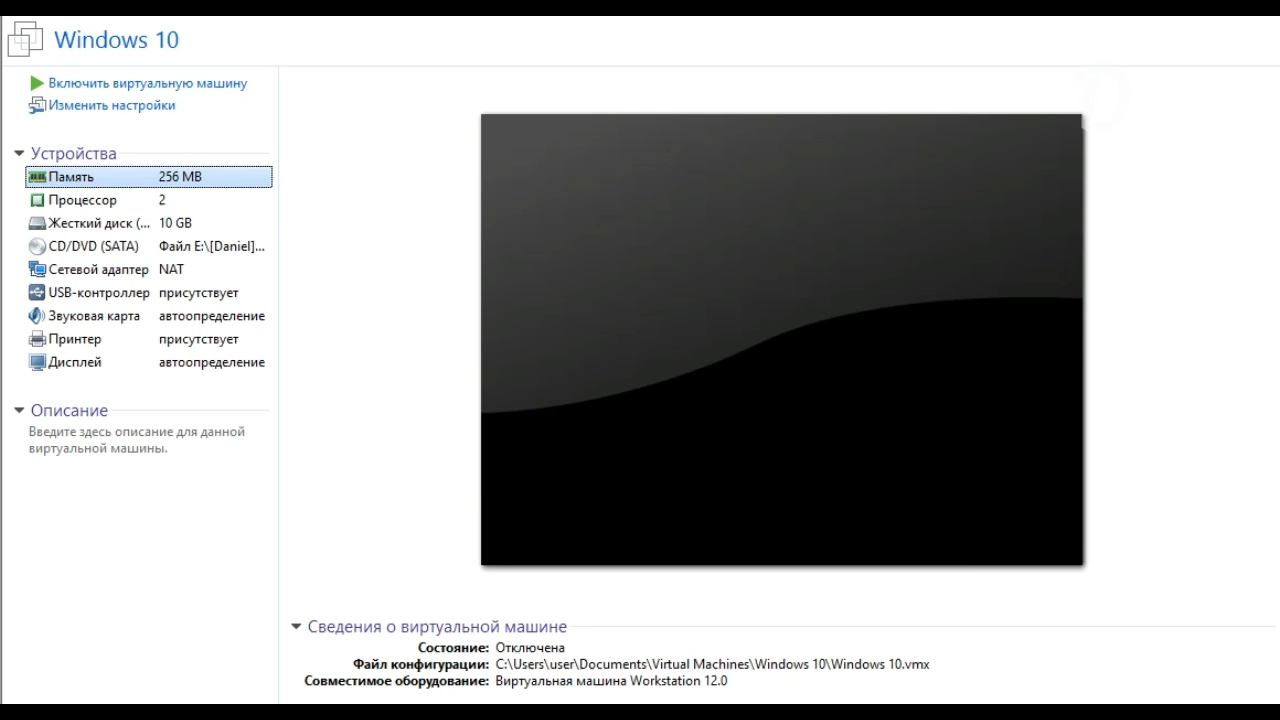 Windows 10
Включить виртуальную машину
Изменить настройки
Устройства
Память 256 MB
Процессор 2
Жесткий диск (... 10 GB
CD/DVD (SATA) Файл E:\[Daniel]...
Сетевой адаптер NAT
USB-контроллер присутствует
Звуковая карта автоопределение
Принтер присутствует
Дисплей автоопределение
Описание
Введите здесь описание для данной
виртуальной машины.
Сведения о виртуальной машине
Состояние: Отключена
Файл конфигурации: C:\Users\user\Documents\Virtual Machines\Windows 10\Windows 10.vmx
Совместимое оборудование: Виртуальная машина Workstation 12.0